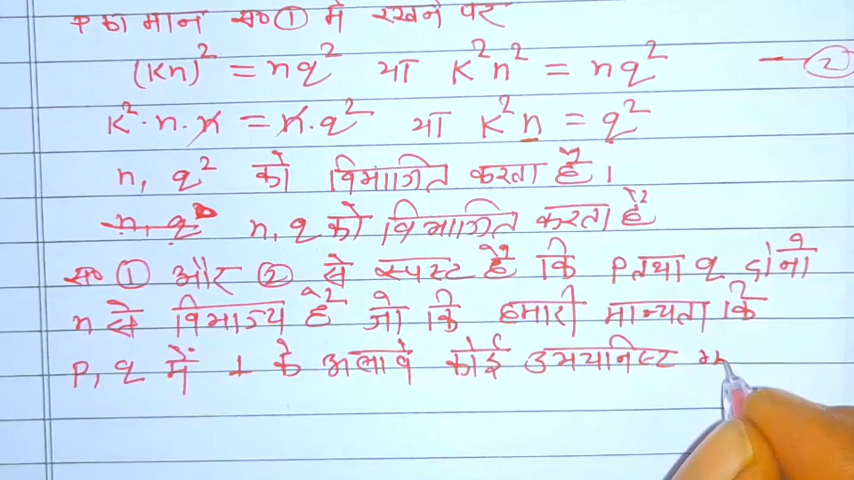 P का मान स० ① में रखने पर
(Kn)² = nq² या K²n² = nq² — ②
K².n.n = n.q² या K²n = q²
n, q² को विभाजित करता है।
n, q n, q को विभाजित करता है
स० ① और ② से स्पस्ट है कि P तथा q दोनो
n से विभाज्य है जो कि हमारी मान्यता कि
P, q में 1 के अलावे कोई उभयनिस्ट